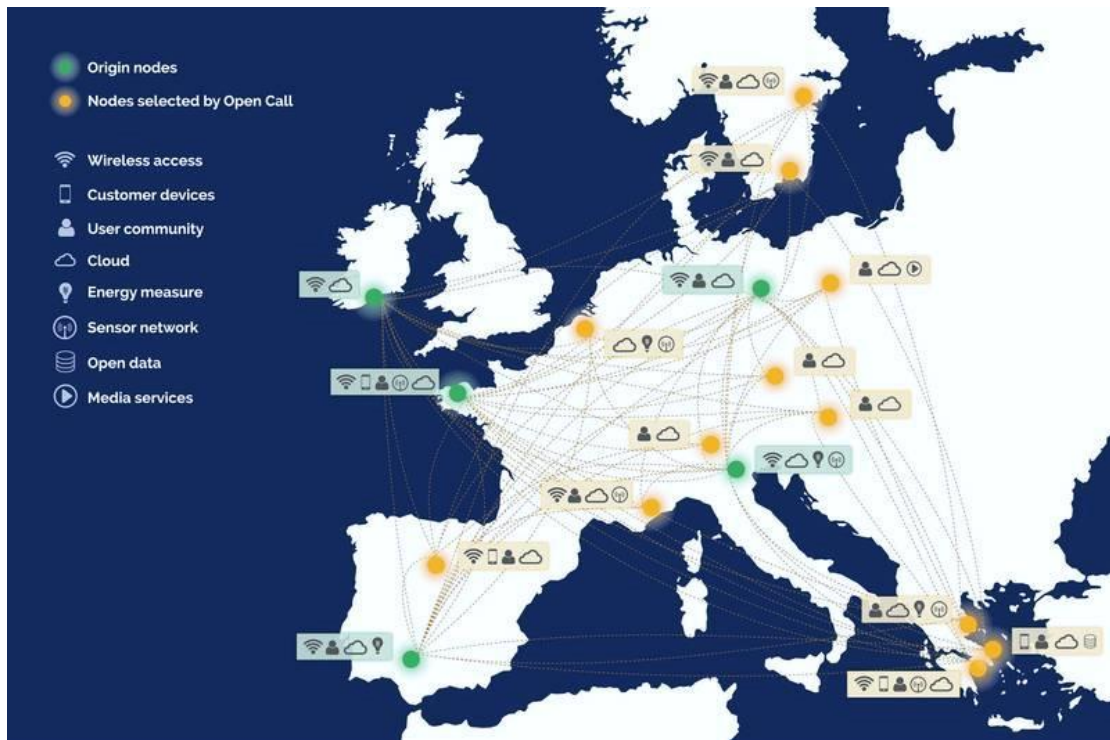 Origin nodes
Nodes selected by Open Call
Wireless access
Customer devices
User community
Cloud
Energy measure
Sensor network
Open data
Media services